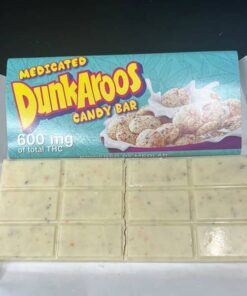 MEDICATED
DunKaroos
CANDY BAR
600 mg
of total THC